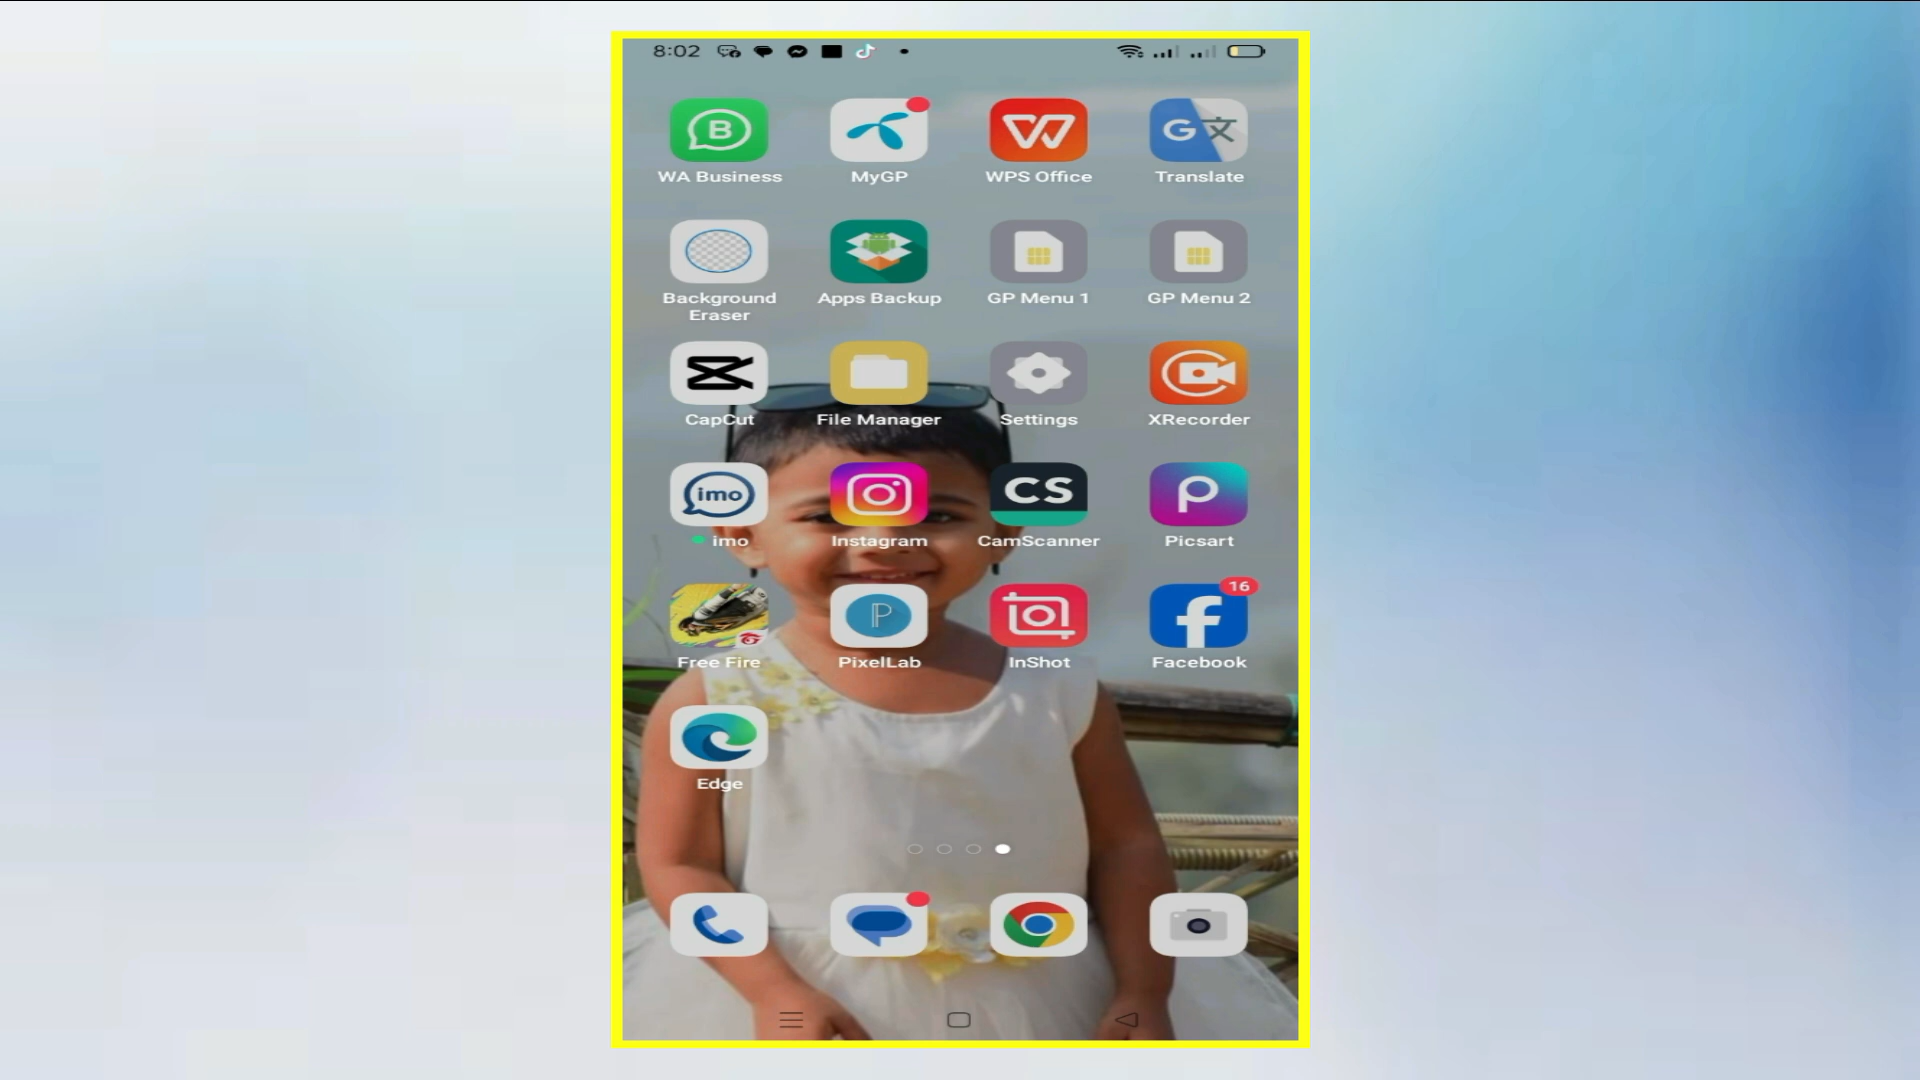 8:02
WA Business
MyGP
WPS Office
Translate
Background
Eraser
Apps Backup
GP Menu 1
GP Menu 2
CapCut
File Manager
Settings
XRecorder
imo
imo
Instagram
CS
CamScanner
Picsart
Free Fire
PixelLab
InShot
16
Facebook
Edge